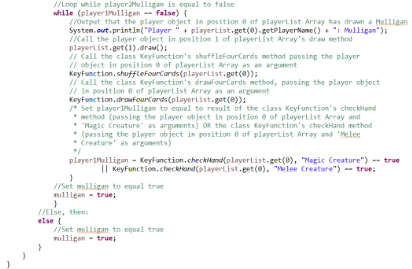 //Loop while player2Mulligan is equal to false
while (player1Mulligan == false) {
//Output that the player object in position 0 of playerList Array has drawn a Mulligan
System.out.println("Player " + playerList.get(0).getPlayerName() + ": Mulligan");
//Call the player object in position 1 of playerList Array's draw method
playerList.get(1).draw();
// Call the class KeyFunction's shuffleFourCards method passing the player
// object in position 0 of playerList Array as an argument
KeyFunction.shuffleFourCards(playerList.get(0));
// Call the class KeyFunction's drawFourCards method, passing the player object
// in position 0 of playerList Array as an argument
KeyFunction.drawFourCards(playerList.get(0));
/* Set player1Mulligan to equal to result of the class KeyFunction's checkHand
* method (passing the player object in position 0 of playerList Array and
* 'Magic Creature' as arguments) OR the class KeyFunction's checkHand method
* (passing the player object in position 0 of playerList Array and 'Melee
* Creature' as arguments)
*/
player1Mulligan = KeyFunction.checkHand(playerList.get(0), "Magic Creature") == true
|| KeyFunction.checkHand(playerList.get(0), "Melee Creature") == true;
}
//Set mulligan to equal true
mulligan = true;
}
//Else, then:
else {
//Set mulligan to equal true
mulligan = true;
}
}
}